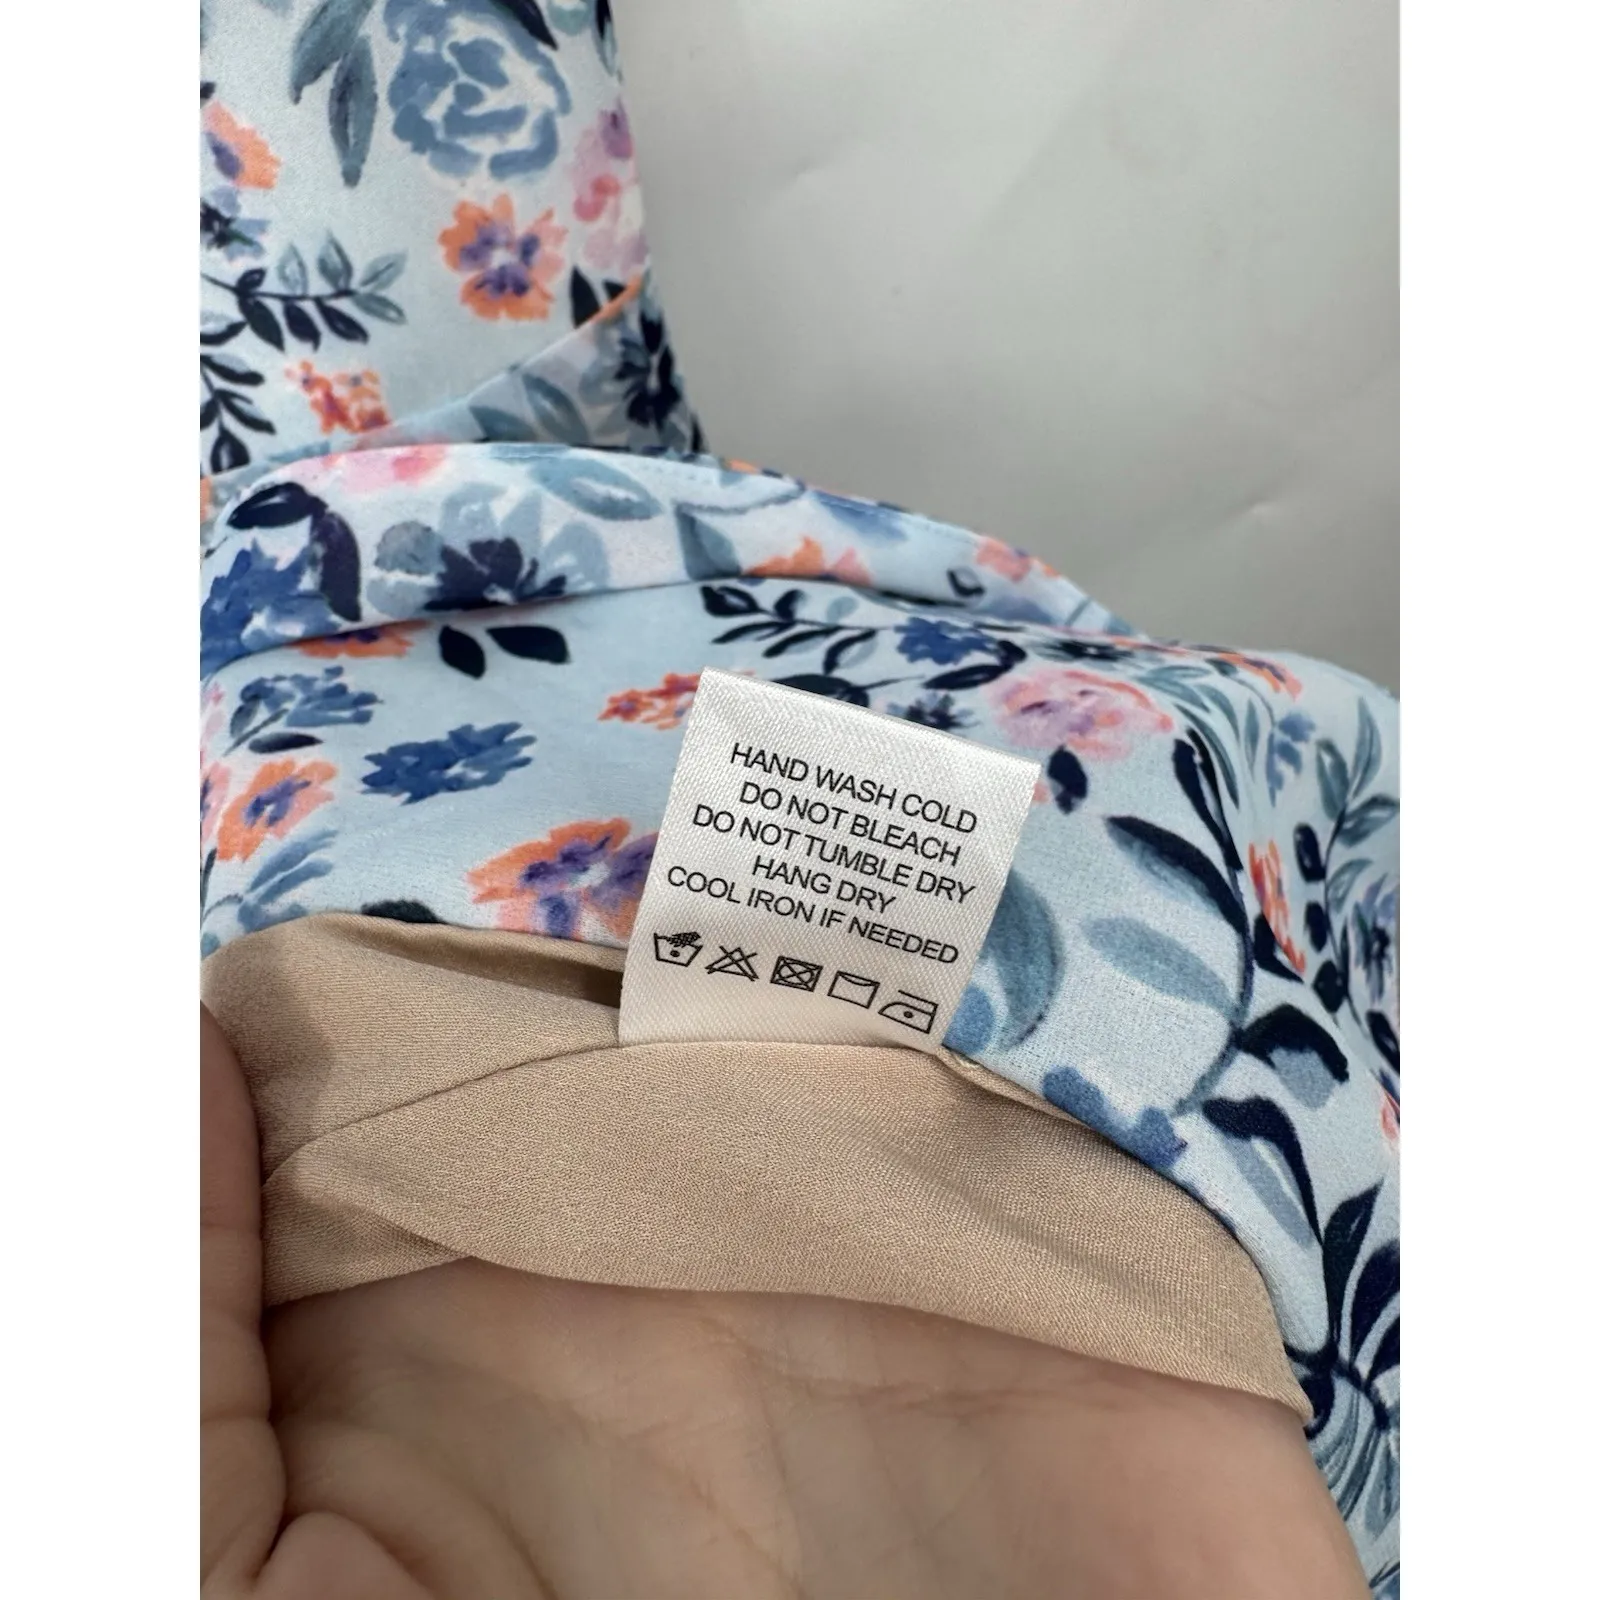 HAND WASH COLD
DO NOT BLEACH
DO NOT TUMBLE DRY
HANG DRY
COOL IRON IF NEEDED